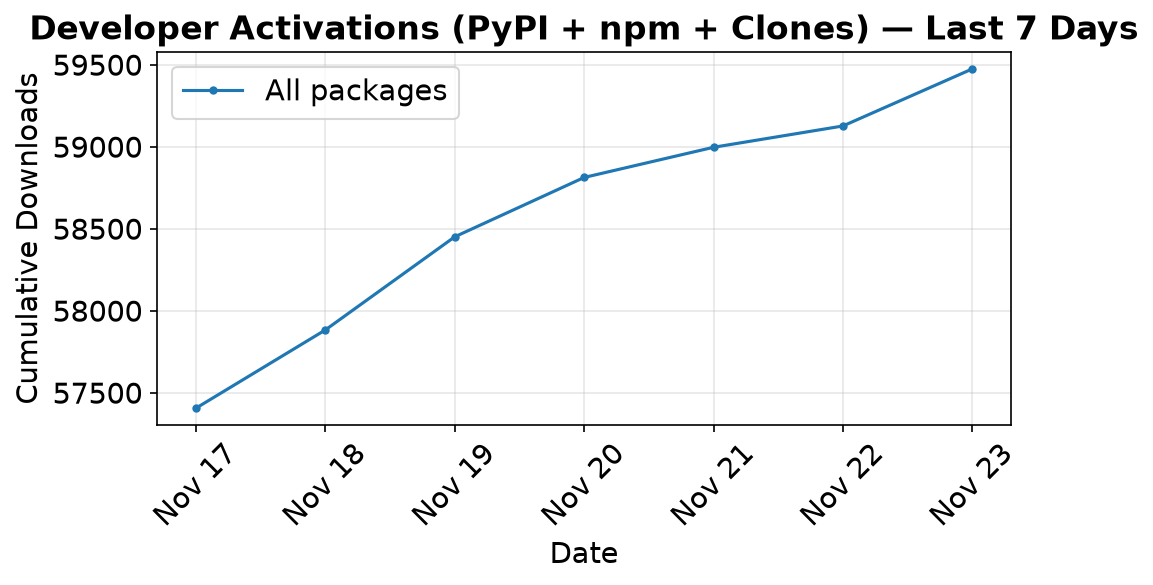 Developer Activations (PyPI + npm + Clones) — Last 7 Days
Cumulative Downloads
59500
59000
58500
58000
57500
All packages
Nov 17
Nov 18
Nov 19
Nov 20
Nov 21
Nov 22
Nov 23
Date